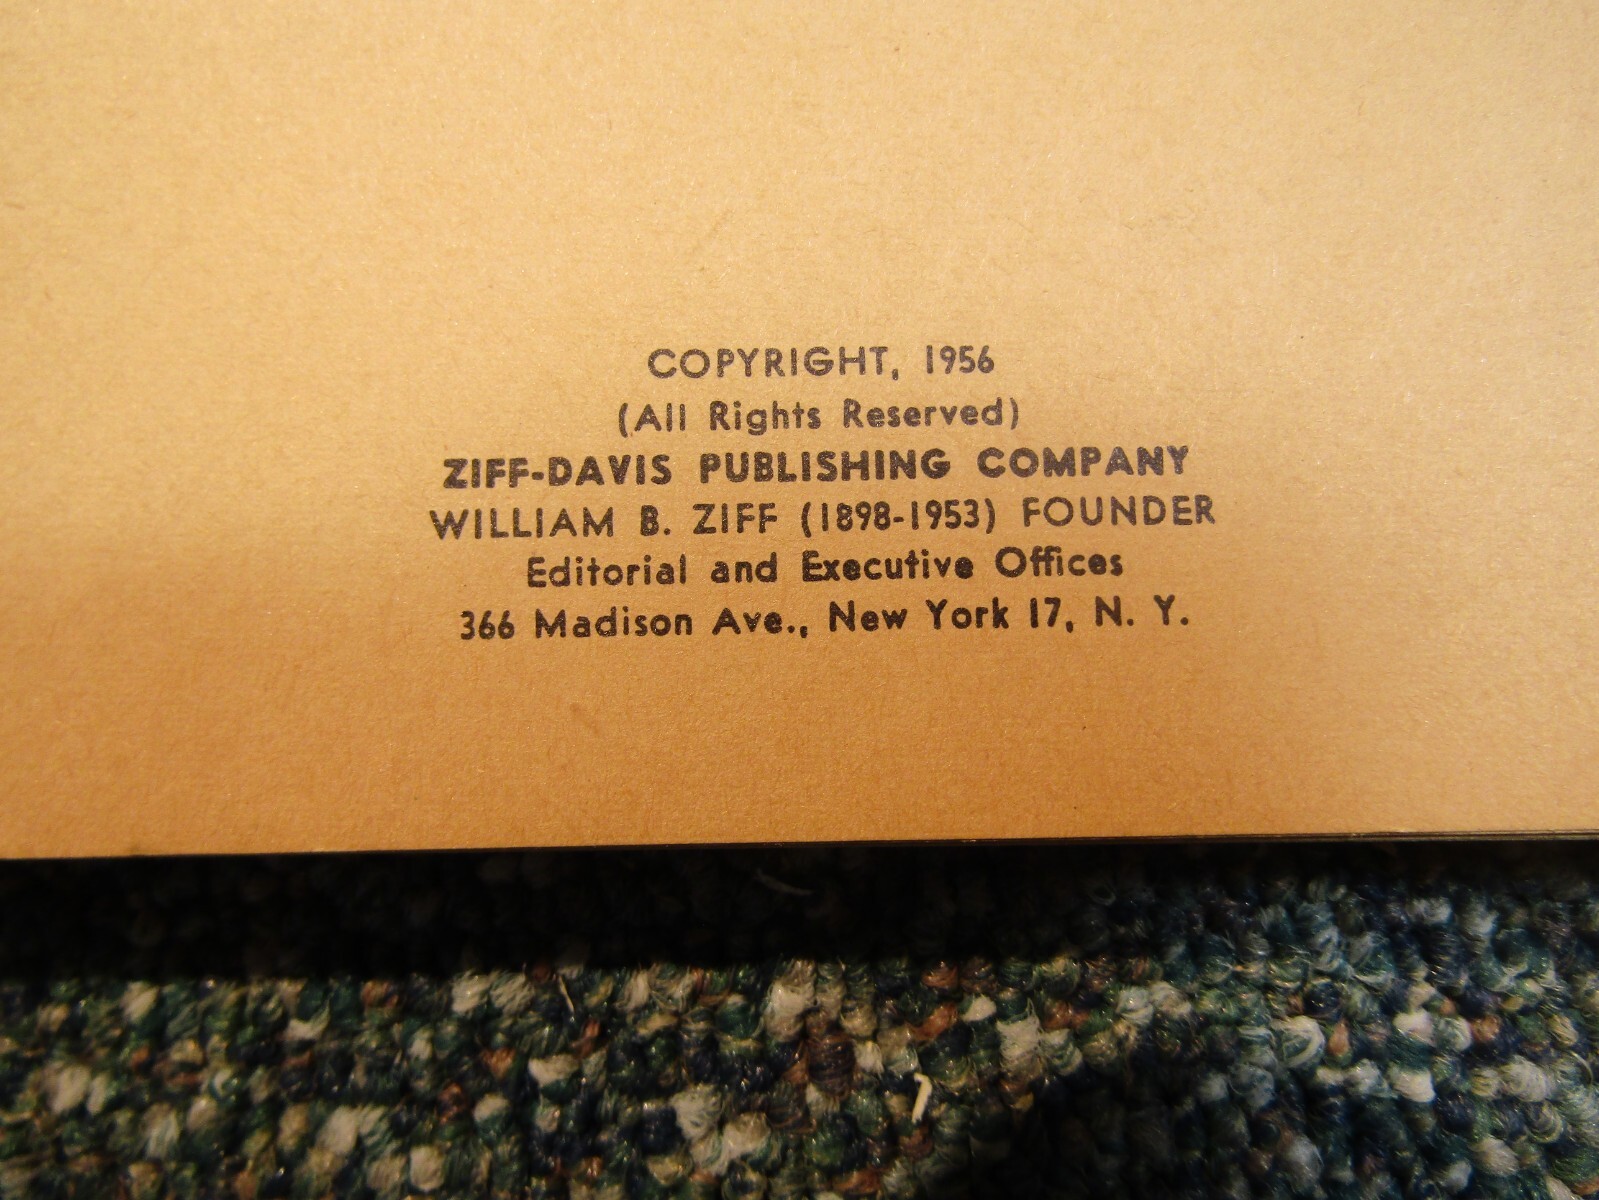 COPYRIGHT, 1956
(All Rights Reserved)
ZIFF-DAVIS PUBLISHING COMPANY
WILLIAM B. ZIFF (1898-1953) FOUNDER
Editorial and Executive Offices
366 Madison Ave., New York 17, N. Y.